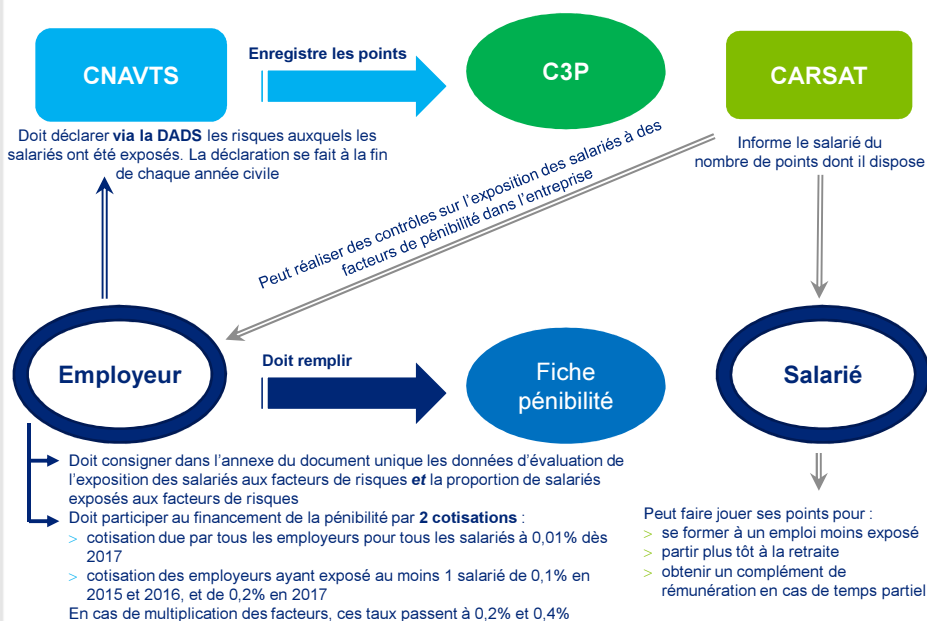 CNAVTS
Enregistre les points
C3P
CARSAT
Doit déclarer via la DADS les risques auxquels les
salariés ont été exposés. La déclaration se fait à la fin
de chaque année civile
Informe le salarié du
nombre de points dont il dispose
Peut réaliser des contrôles sur l'exposition des salariés à des
facteurs de pénibilité dans l'entreprise
Employeur
Doit remplir
Fiche
pénibilité
Salarié
Doit consigner dans l'annexe du document unique les données d'évaluation de
l'exposition des salariés aux facteurs de risques et la proportion de salariés
exposés aux facteurs de risques
Doit participer au financement de la pénibilité par 2 cotisations :
> cotisation due par tous les employeurs pour tous les salariés à 0,01% dès
2017
> cotisation des employeurs ayant exposé au moins 1 salarié de 0,1% en
2015 et 2016, et de 0,2% en 2017
En cas de multiplication des facteurs, ces taux passent à 0,2% et 0,4%
Peut faire jouer ses points pour :
> se former à un emploi moins exposé
> partir plus tôt à la retraite
> obtenir un complément de
rémunération en cas de temps partiel